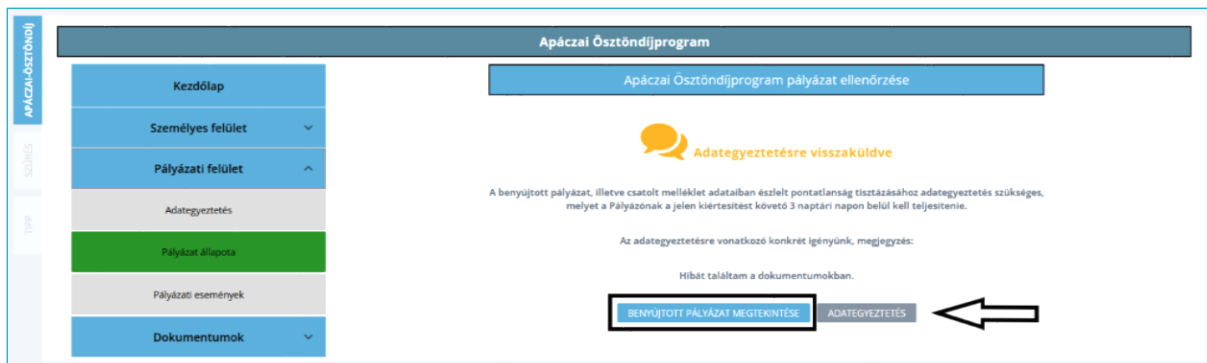 APÁCZAI-ÖSZTÖNDÍJ
SZŰRÉS
TIPP
Apáczai Ösztöndíjprogram
Kezdőlap
Személyes felület
Pályázati felület
Adategyeztetés
Pályázat állapota
Pályázati események
Dokumentumok
Apáczai Ösztöndíjprogram pályázat ellenőrzése
Adategyeztetésre visszaküldve
A benyújtott pályázat, illetve csatolt melléklet adataiban észlelt pontatlanság tisztázásához adategyeztetés szükséges,
melyet a Pályázónak a jelen kiértesítést követő 3 naptári napon belül kell teljesítenie.
Az adategyeztetésre vonatkozó konkrét igényünk, megjegyzés:
Hibát találtam a dokumentumokban.
BENYÚJTOTT PÁLYÁZAT MEGTEKINTÉSE ADATEGYEZTETÉS